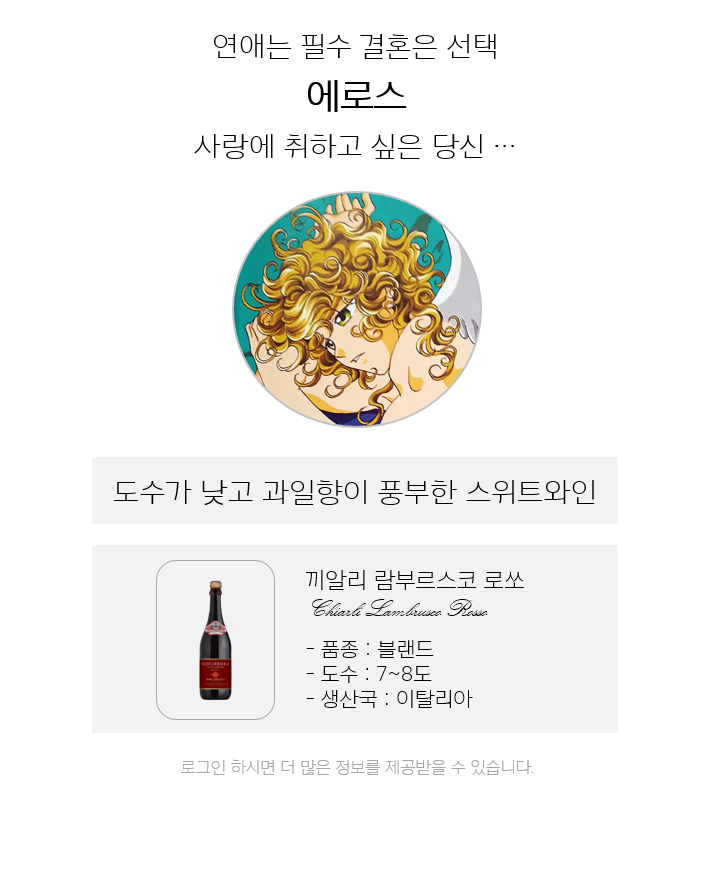 연애는 필수 결혼은 선택
에로스
사랑에 취하고 싶은 당신 …
도수가 낮고 과일향이 풍부한 스위트와인
끼알리 람부르스코 로쏘
Chiarli Lambrusco Rosso
- 품종 : 블랜드
- 도수 : 7~8도
- 생산국 : 이탈리아
로그인 하시면 더 많은 정보를 제공받을 수 있습니다.